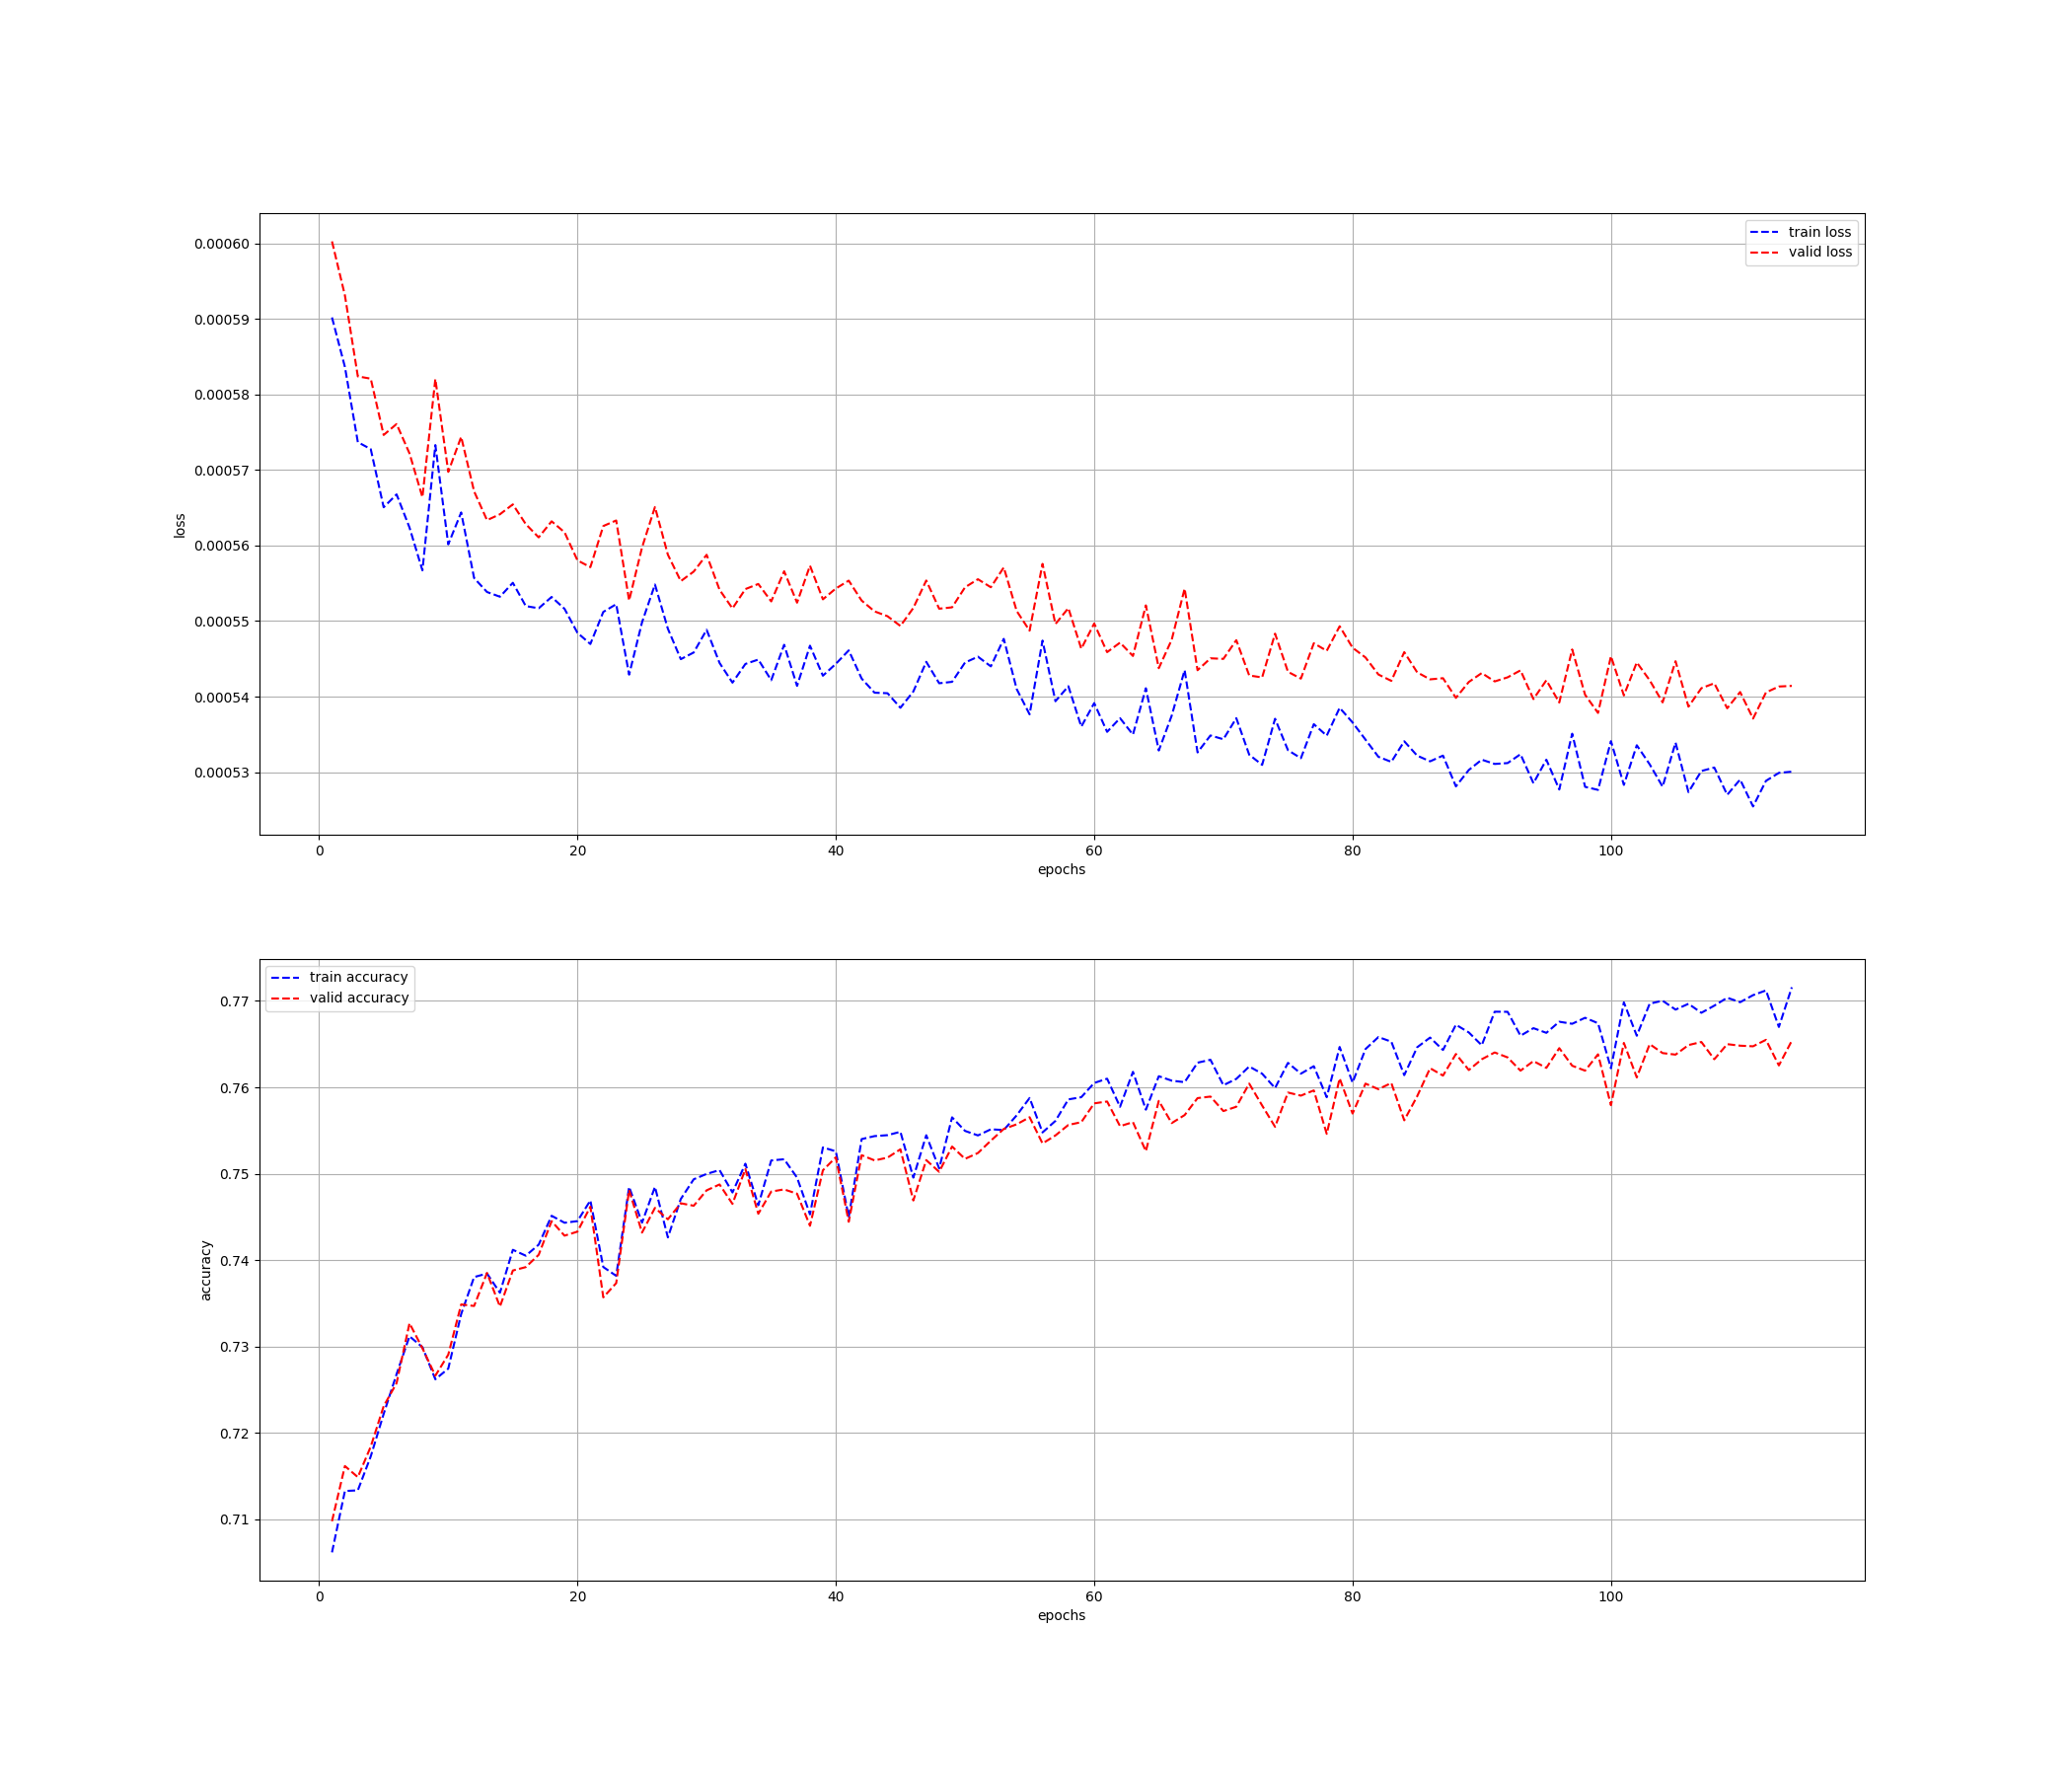 train loss
valid loss
0.00060
0.00059
0.00058
0.00057
0.00056
0.00055
0.00054
0.00053
loss
0 20 40 60 80 100
epochs
train accuracy
valid accuracy
0.77
0.76
0.75
0.74
0.73
0.72
0.71
accuracy
0 20 40 60 80 100
epochs